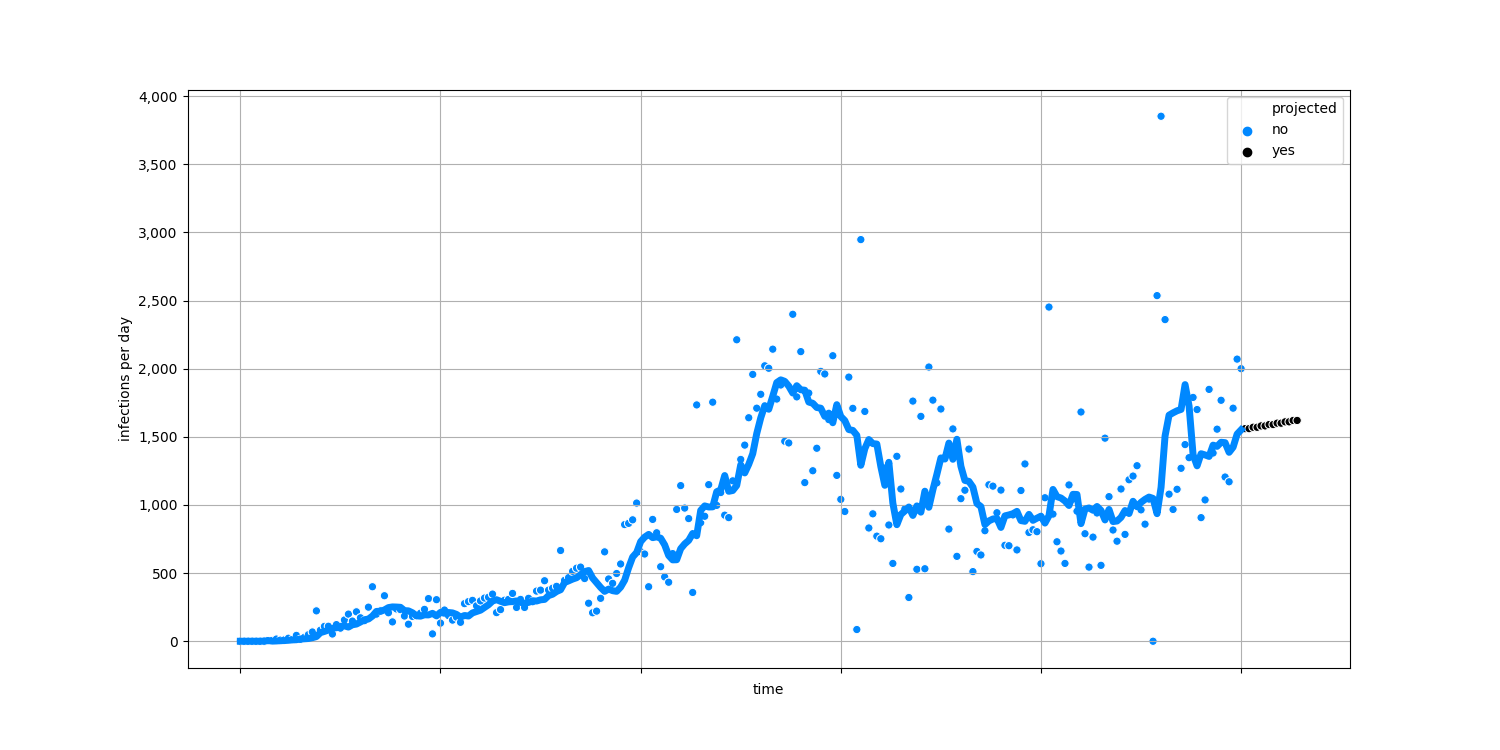 4,000
3,500
3,000
2,500
2,000
1,500
1,000
500
0
infections per day
time
projected
no
yes